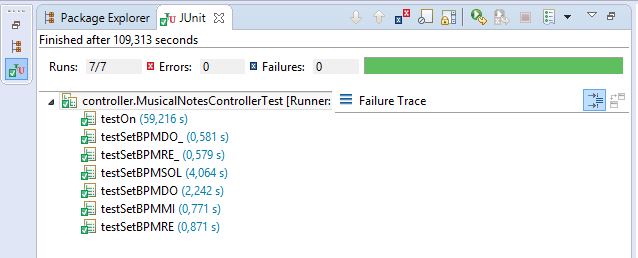 Package Explorer JUnit
Finished after 109,313 seconds
Runs: 7/7 Errors: 0 Failures: 0
controller.MusicalNotesControllerTest [Runner: Failure Trace
testOn (59,216 s)
testSetBPMDO_ (0,581 s)
testSetBPMRE_ (0,579 s)
testSetBPMSOL (4,064 s)
testSetBPMDO (2,242 s)
testSetBPMMI (0,771 s)
testSetBPMRE (0,871 s)